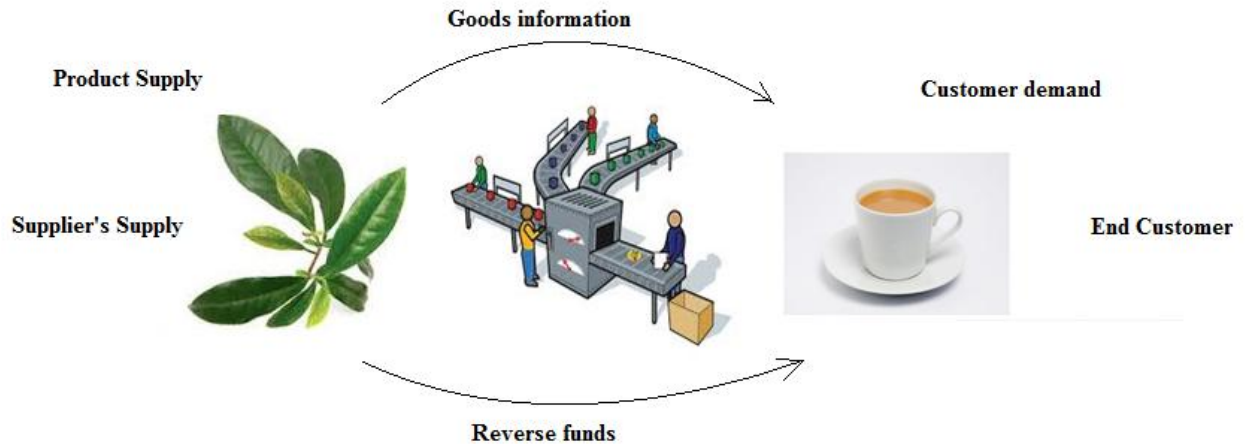 Goods information
Product Supply
Customer demand
Supplier's Supply
End Customer
Reverse funds